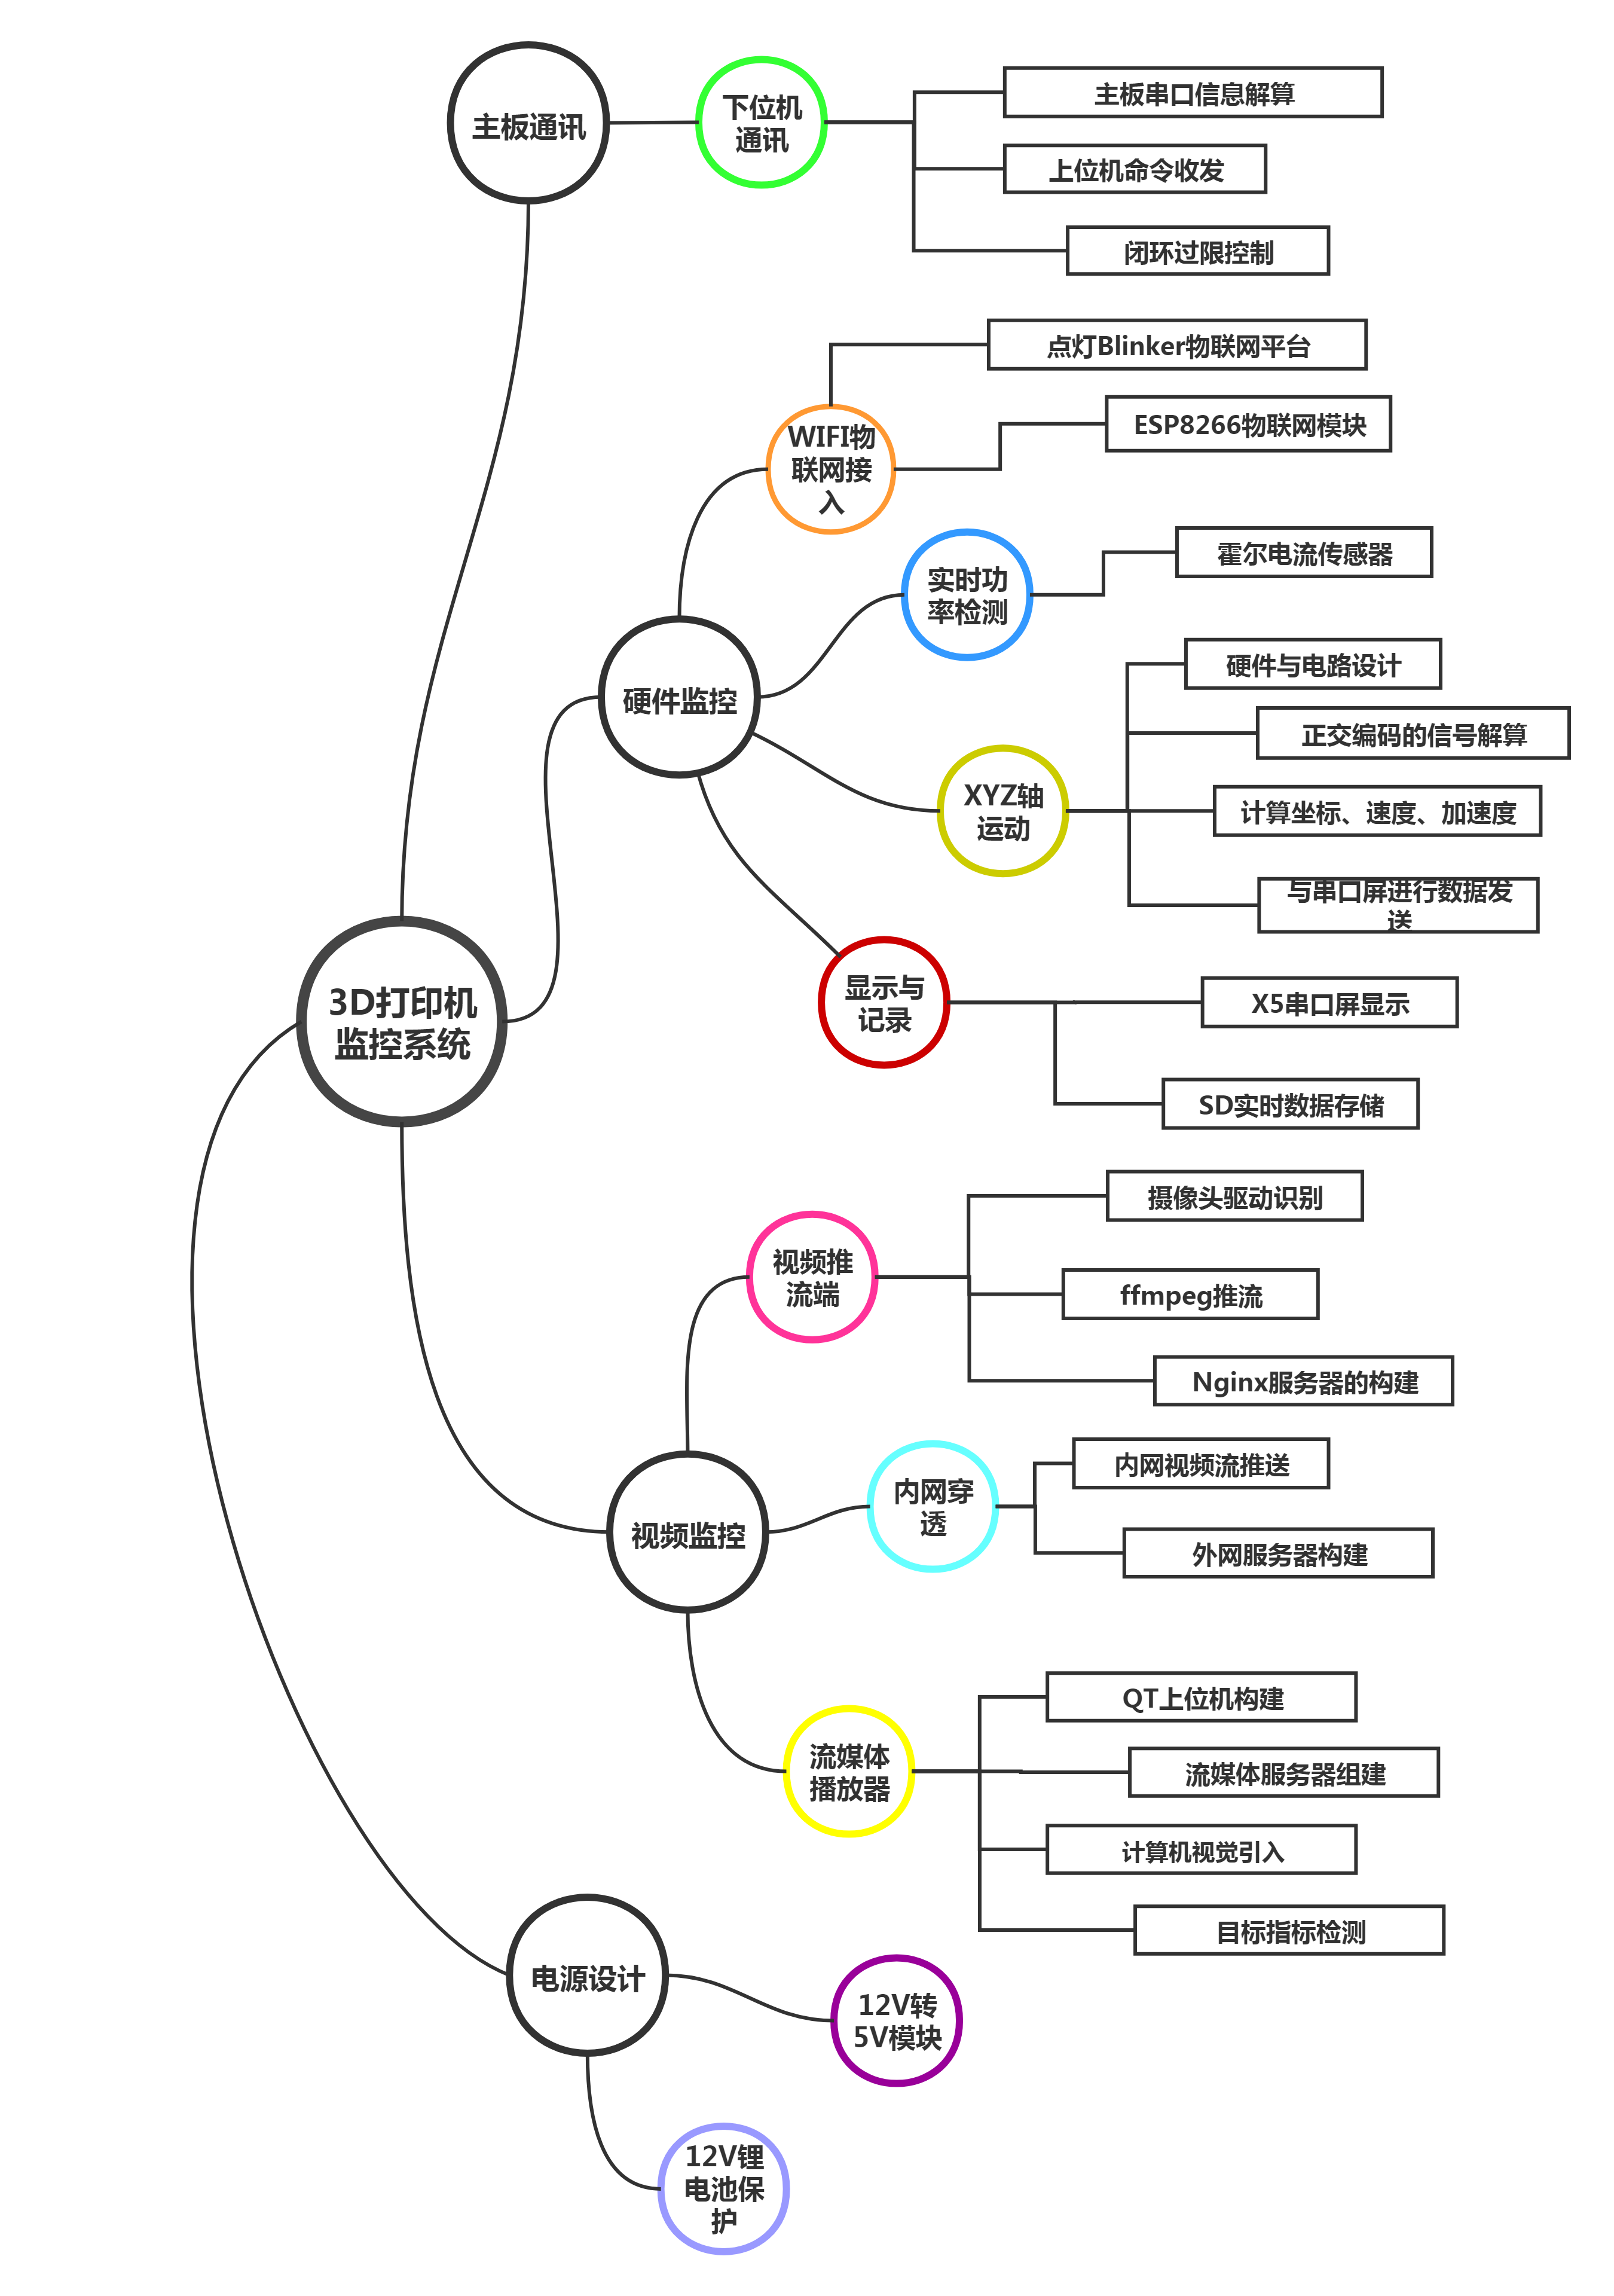 主板通讯
下位机
通讯
主板串口信息解算
上位机命令收发
闭环过限控制
点灯Blinker物联网平台
ESP8266物联网模块
WIFI物
联网接
入
霍尔电流传感器
实时功
率检测
硬件监控
硬件与电路设计
正交编码的信号解算
XYZ轴
运动
计算坐标、速度、加速度
与串口屏进行数据发
送
3D打印机
监控系统
显示与
记录
X5串口屏显示
SD实时数据存储
摄像头驱动识别
视频推
流端
ffmpeg推流
Nginx服务器的构建
视频监控
内网穿
透
内网视频流推送
外网服务器构建
QT上位机构建
流媒体
播放器
流媒体服务器组建
计算机视觉引入
目标指标检测
电源设计
12V转
5V模块
12V锂
电池保
护